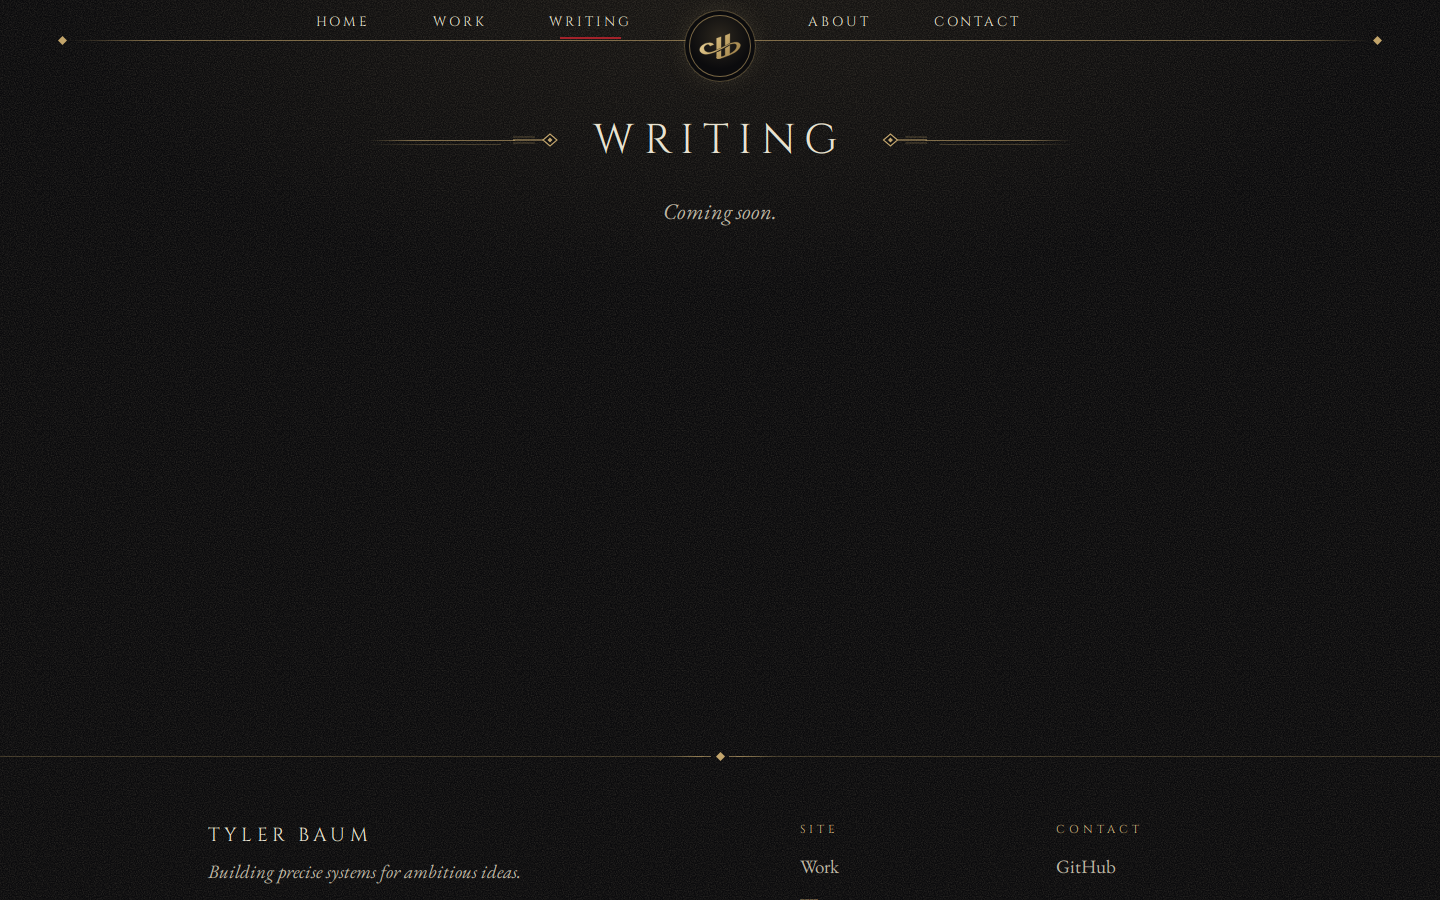 HOME WORK WRITING ABOUT CONTACT
WRITING
Coming soon.
TYLER BAUM
Building precise systems for ambitious ideas.
SITE
Work
CONTACT
GitHub